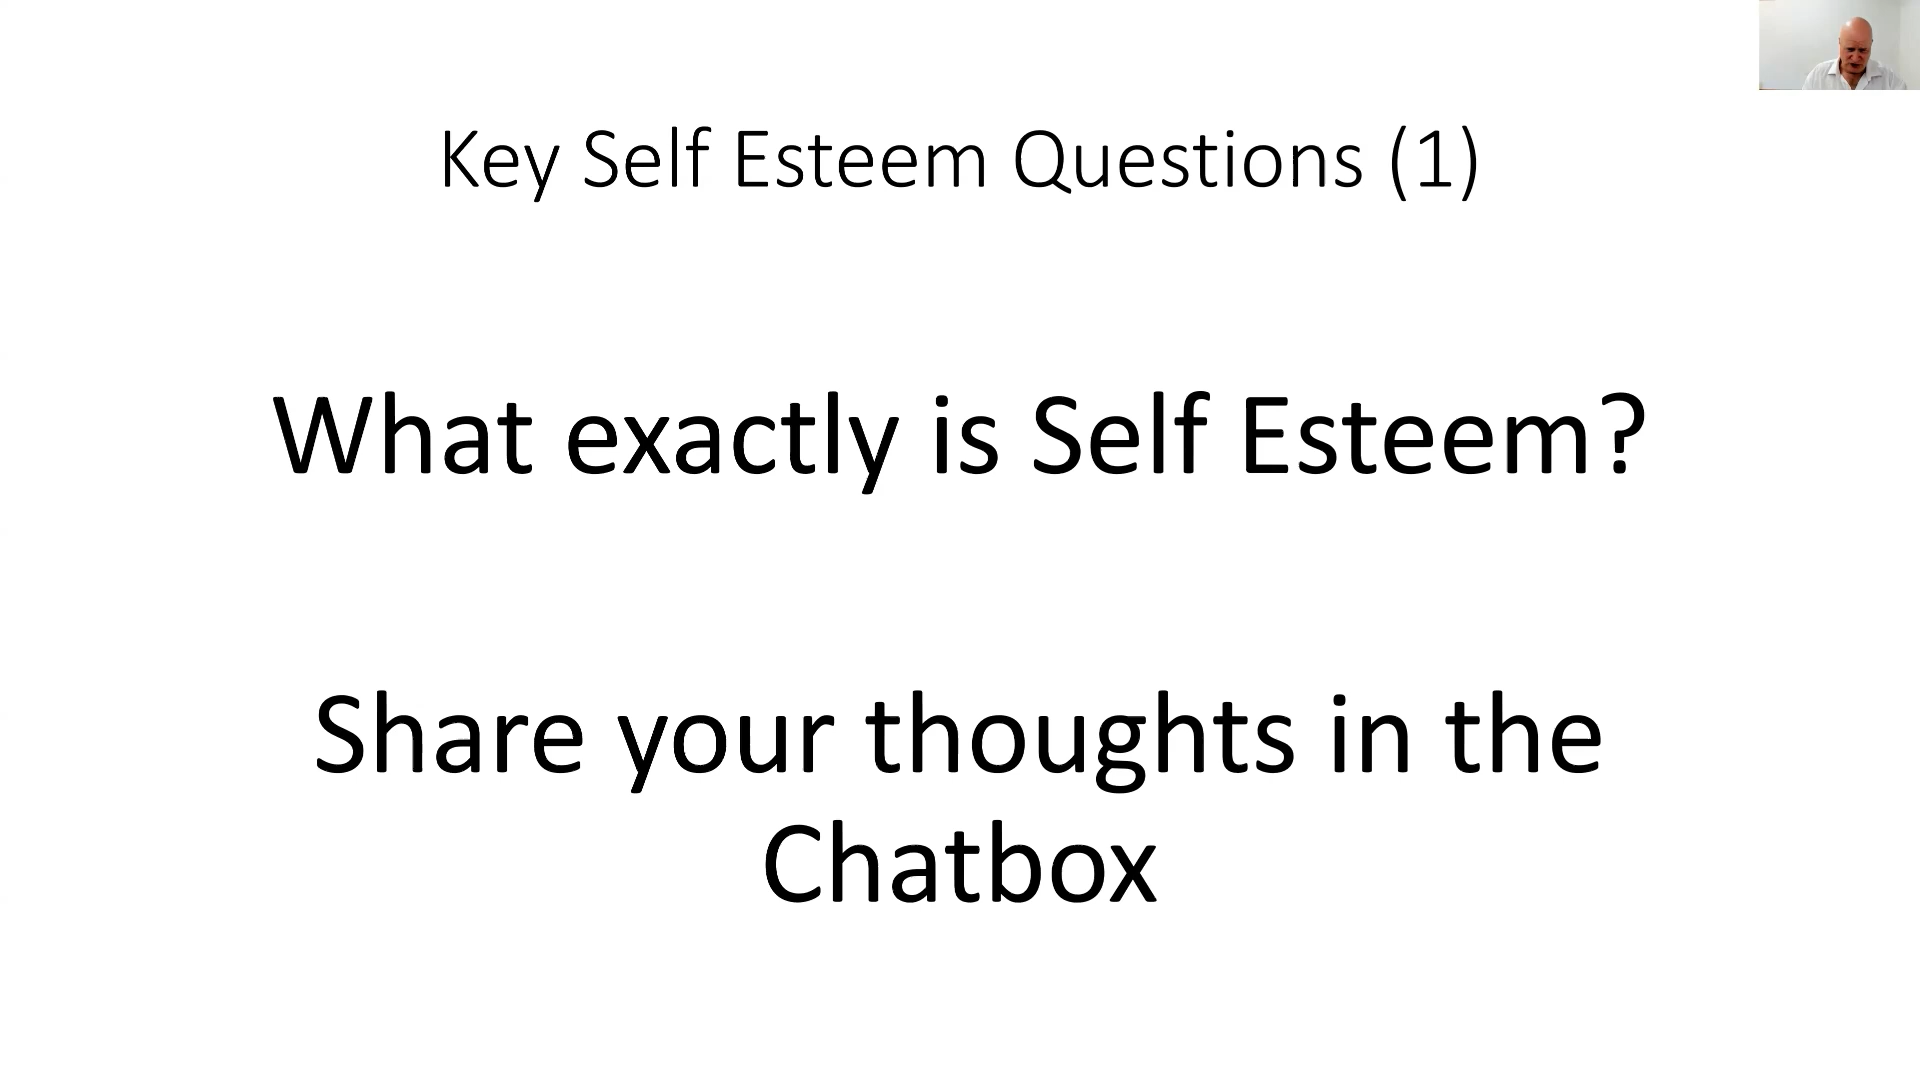 Key Self Esteem Questions (1)
What exactly is Self Esteem?
Share your thoughts in the
Chatbox